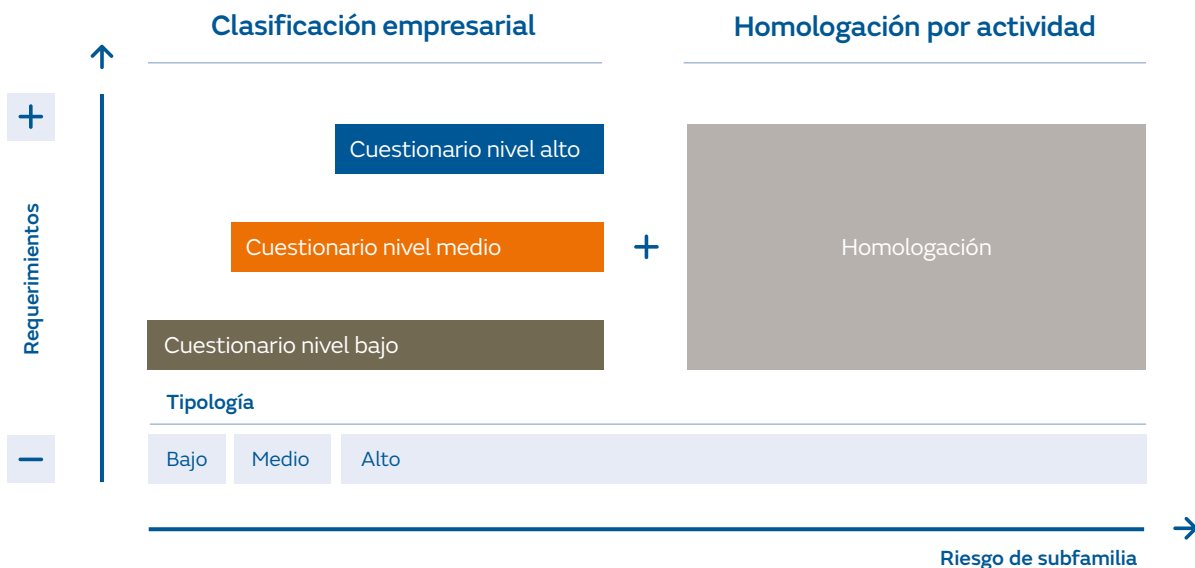 Clasificación empresarial
Homologación por actividad
+
Requerimientos
−
Cuestionario nivel alto
Cuestionario nivel medio
Cuestionario nivel bajo
+
Homologación
Tipología
Bajo
Medio
Alto
Riesgo de subfamilia